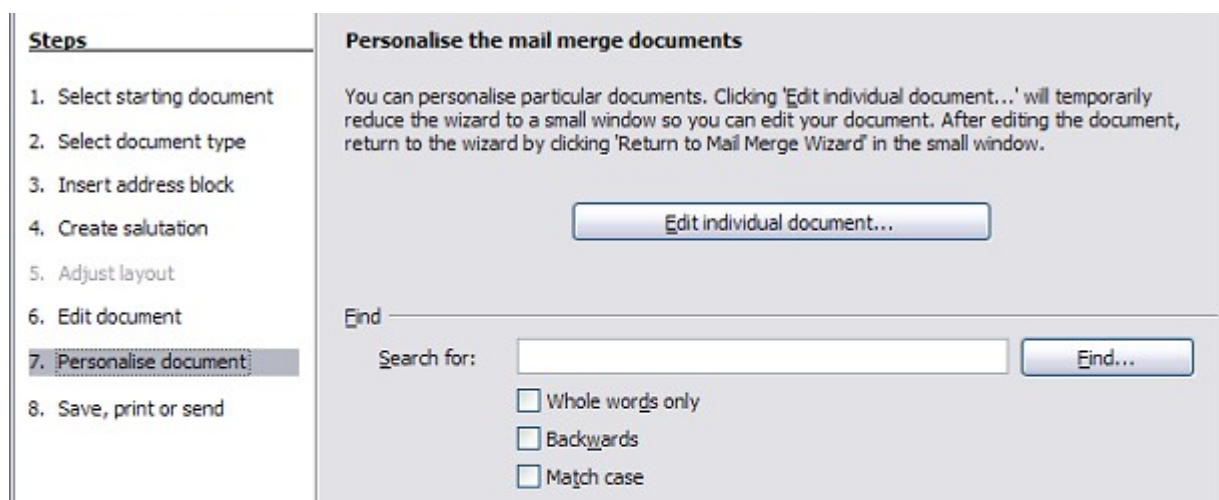 Steps
1. Select starting document
2. Select document type
3. Insert address block
4. Create salutation
5. Adjust layout
6. Edit document
7. Personalise document
8. Save, print or send
Personalise the mail merge documents
You can personalise particular documents. Clicking 'Edit individual document...' will temporarily
reduce the wizard to a small window so you can edit your document. After editing the document,
return to the wizard by clicking 'Return to Mail Merge Wizard' in the small window.
Edit individual document...
Find
Search for:
Find...
Whole words only
Backwards
Match case